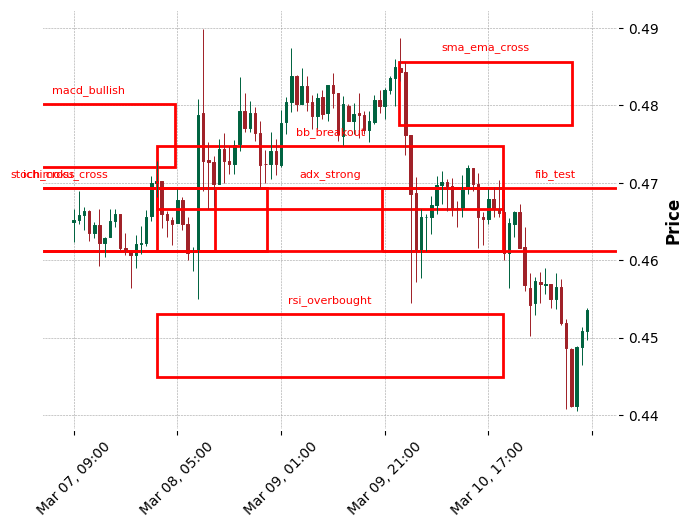 0.49
sma_ema_cross
macd_bullish
0.48
bb_breakout
stoch_cross
adx_strong
fib_test
0.47
Price
0.46
rsi_overbought
0.45
0.44
Mar 07, 09:00
Mar 08, 05:00
Mar 09, 01:00
Mar 09, 21:00
Mar 10, 17:00